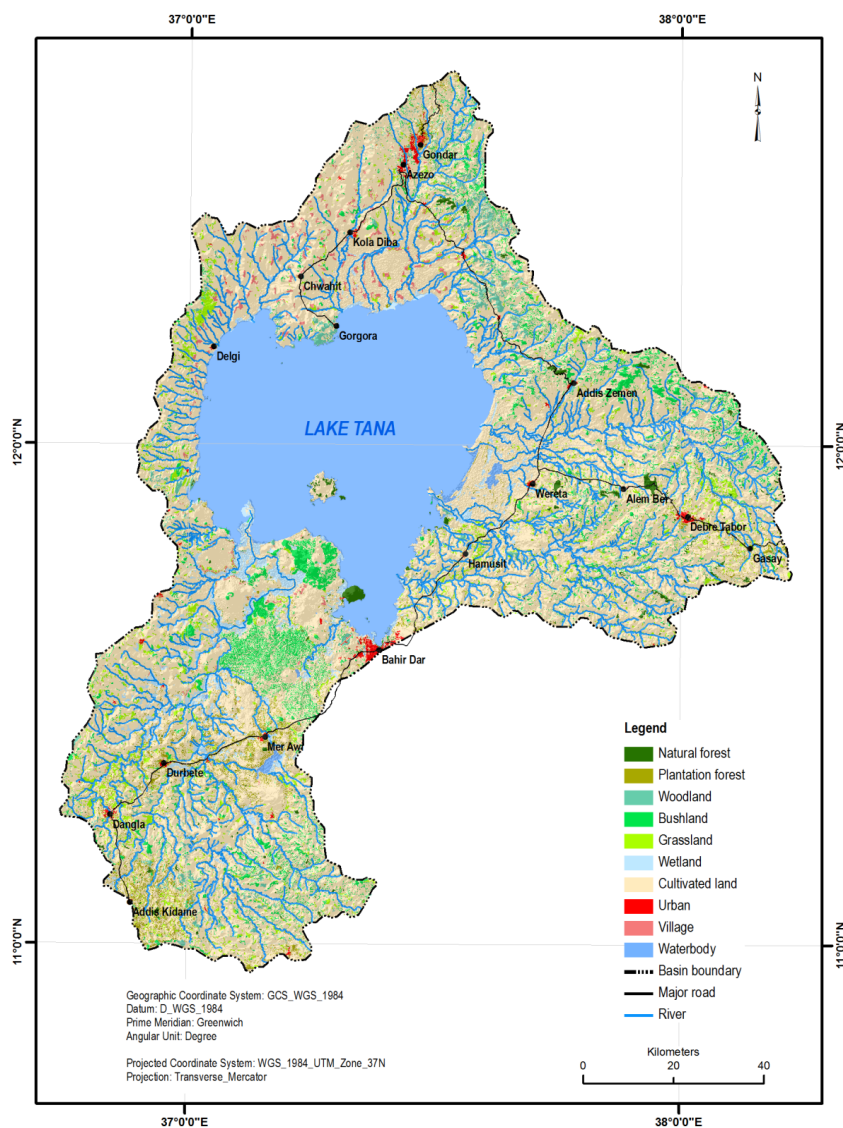 37°0'0"E
38°0'0"E
N
Gondar
Azezo
Kola Diba
Chwahit
Gorgora
Delgi
Addis Zemen
LAKE TANA
12°0'0"N
12°0'0"N
Wereta
Alem Ber
Debre Tabor
Gasay
Hamusit
Bahir Dar
Mer Aw
Durbete
Dangla
Addis Kidame
11°0'0"N
11°0'0"N
Legend
Natural forest
Plantation forest
Woodland
Bushland
Grassland
Wetland
Cultivated land
Urban
Village
Waterbody
Basin boundary
Major road
River
Geographic Coordinate System: GCS_WGS_1984
Datum: D_WGS_1984
Prime Meridian: Greenwich
Angular Unit: Degree
Projected Coordinate System: WGS_1984_UTM_Zone_37N
Projection: Transverse_Mercator
Kilometers
0 20 40
37°0'0"E
38°0'0"E